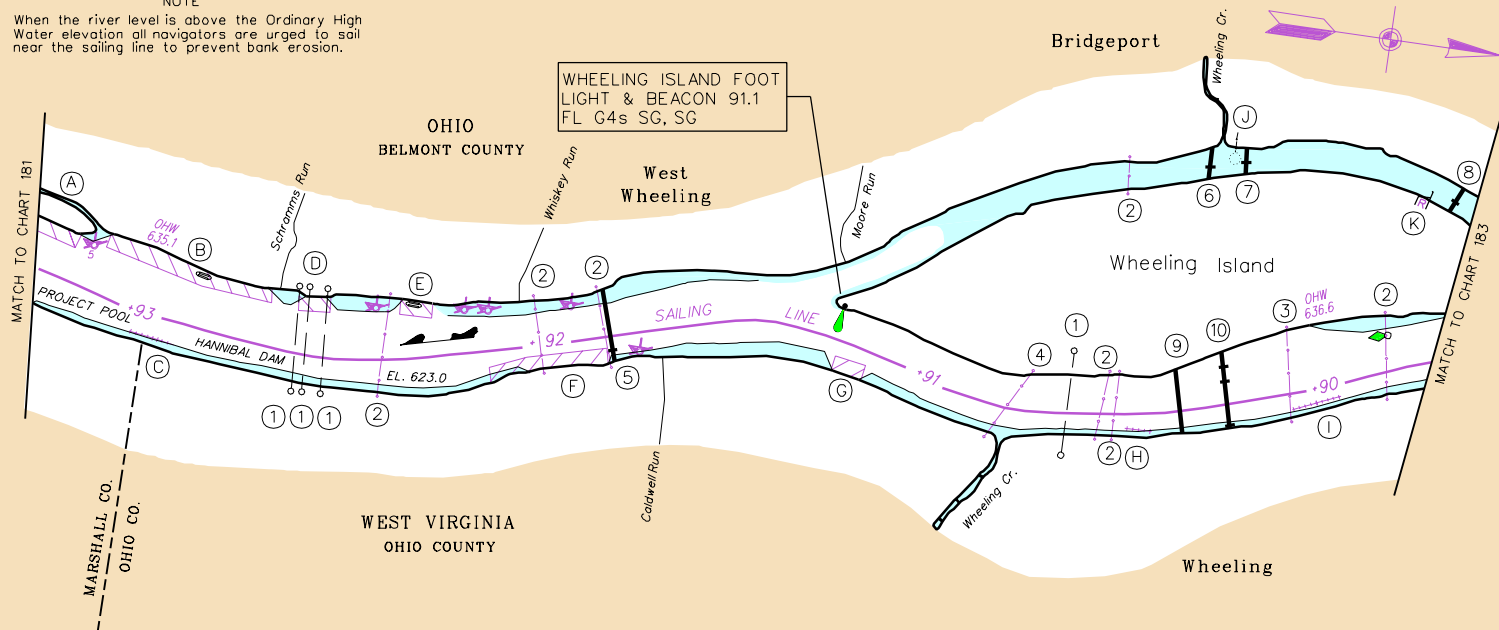 NOTE
When the river level is above the Ordinary High
Water elevation all navigators are urged to sail
near the sailing line to prevent bank erosion.
WHEELING ISLAND FOOT
LIGHT & BEACON 91.1
FL G4s SG, SG
OHIO
BELMONT COUNTY
West
Wheeling
Bridgeport
Wheeling Cr.
MATCH TO CHART 181
A
OHW
635.1
5
B
Schramms Run
D
E
Whiskey Run
2
2
Moore Run
2
6
7
J
8
K
R
MATCH TO CHART 183
Wheeling Island
PROJECT POOL
+93
HANNIBAL DAM
EL. 623.0
+92
SAILING
LINE
+91
+90
OHW
636.6
C
1
1
1
2
F
5
G
4
1
2
2
H
9
10
3
2
I
Caldwell Run
Wheeling Cr.
MARSHALL CO.
OHIO CO.
WEST VIRGINIA
OHIO COUNTY
Wheeling